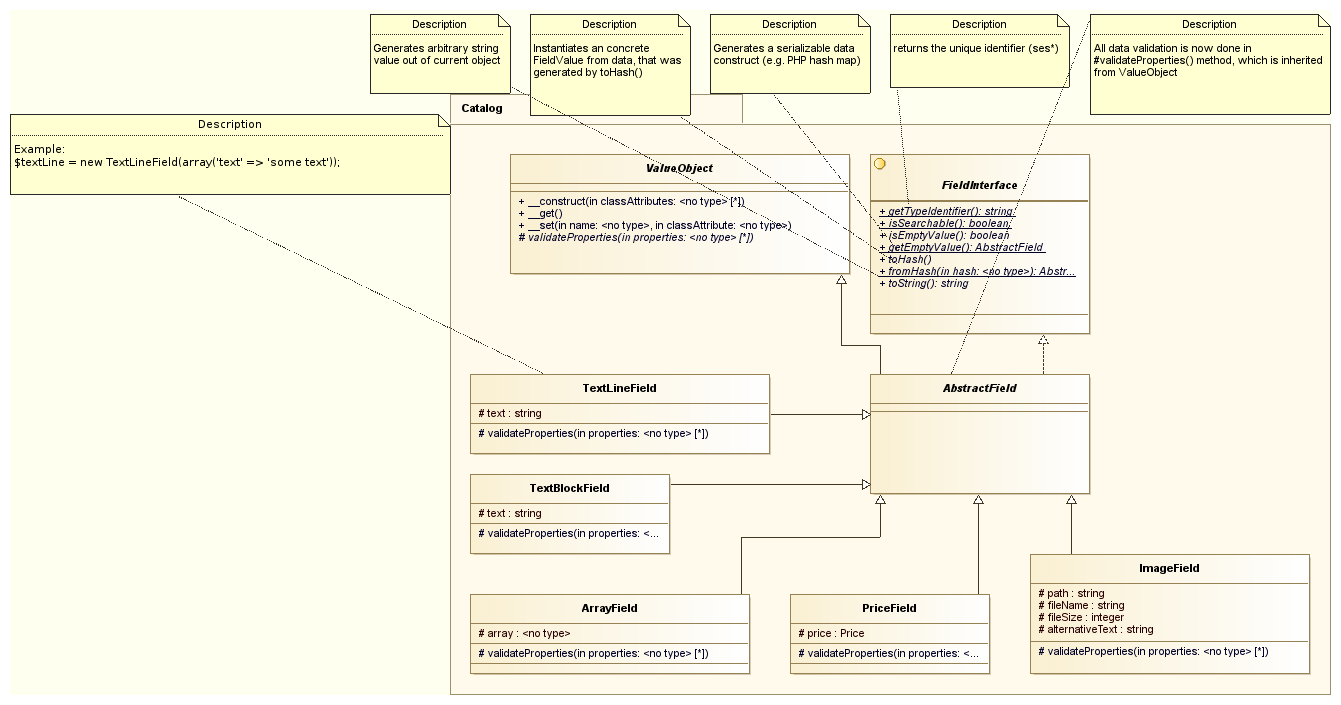 Description
Generates arbitrary string
value out of current object
Description
Instantiates an concrete
FieldValue from data, that was
generated by toHash()
Description
Generates a serializable data
construct (e.g. PHP hash map)
Description
returns the unique identifier (ses*)
Description
All data validation is now done in
#validateProperties() method, which is inherited
from ValueObject
Description
Example:
$textLine = new TextLineField(array('text' => 'some text'));
Catalog
ValueObject
+ __construct(in classAttributes: <no type> [*])
+ __get()
+ __set(in name: <no type>, in classAttribute: <no type>)
# validateProperties(in properties: <no type> [*])
FieldInterface
+ getTypeIdentifier(): string
+ isSearchable(): boolean
+ isEmptyValue(): boolean
+ getEmptyValue(): AbstractField
+ toHash()
+ fromHash(in hash: <no type>): Abstr...
+ toString(): string
TextLineField
# text : string
# validateProperties(in properties: <no type> [*])
AbstractField
TextBlockField
# text : string
# validateProperties(in properties: <...
ArrayField
# array : <no type>
# validateProperties(in properties: <no type> [*])
PriceField
# price : Price
# validateProperties(in properties: <...
ImageField
# path : string
# fileName : string
# fileSize : integer
# alternativeText : string
# validateProperties(in properties: <no type> [*])